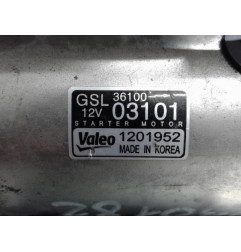 GSL 36100
12V 03101
STARTER MOTOR
Valeo 1201952
MADE IN KOREA